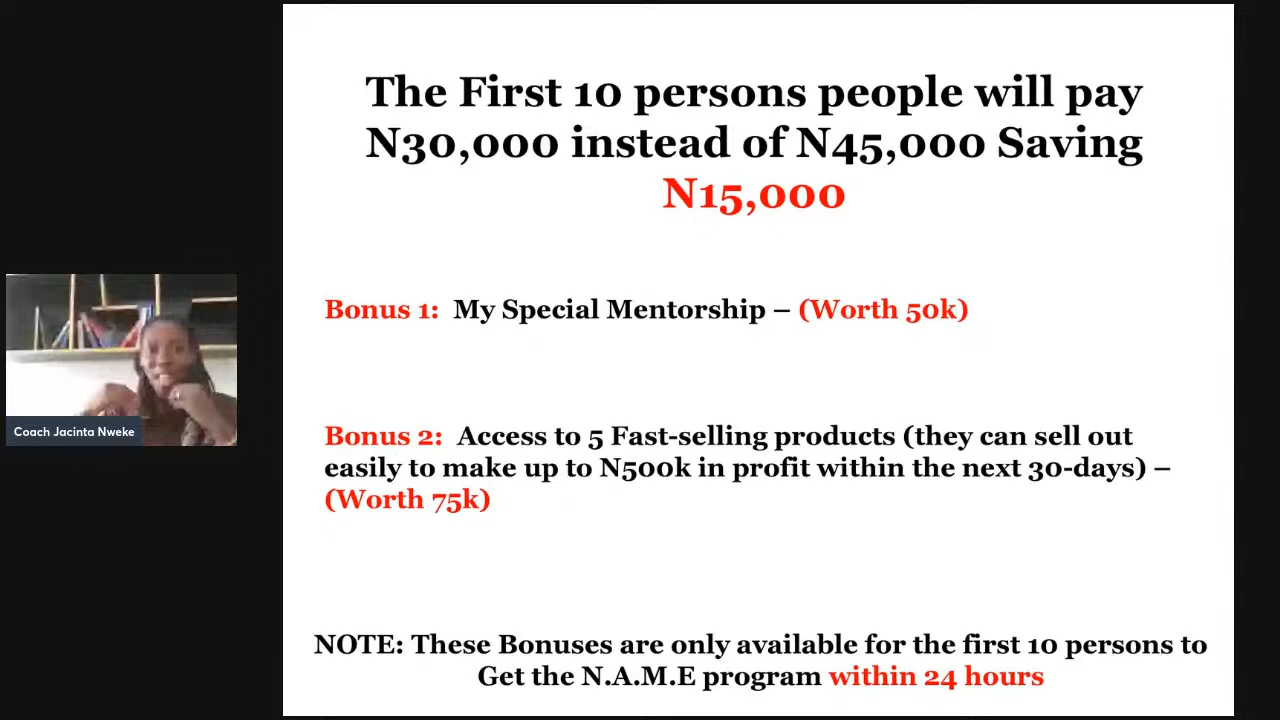 The First 10 persons people will pay
N30,000 instead of N45,000 Saving
N15,000
Bonus 1: My Special Mentorship – (Worth 50k)
Coach Jacinta Nweke
Bonus 2: Access to 5 Fast-selling products (they can sell out
easily to make up to N500k in profit within the next 30-days) –
(Worth 75k)
NOTE: These Bonuses are only available for the first 10 persons to
Get the N.A.M.E program within 24 hours